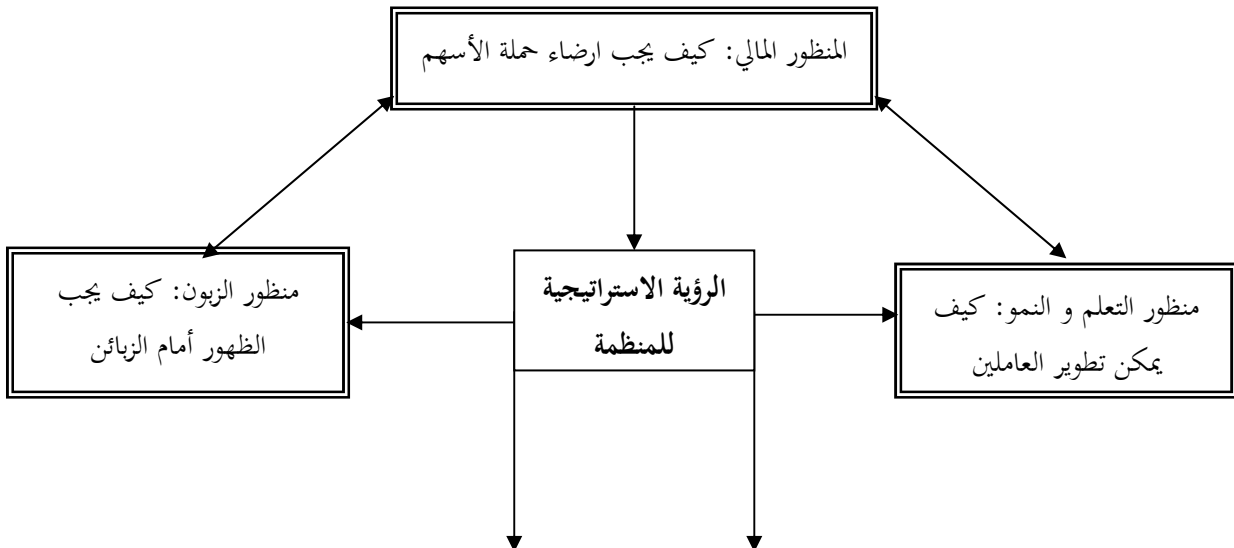 المنظور المالي: كيف يجب ارضاء حملة الأسهم
الرؤية الاستراتيجية
للمنظمة
منظور التعلم و النمو: كيف
يمكن تطوير العاملين
منظور الزبون: كيف يجب
الظهور أمام الزبائن